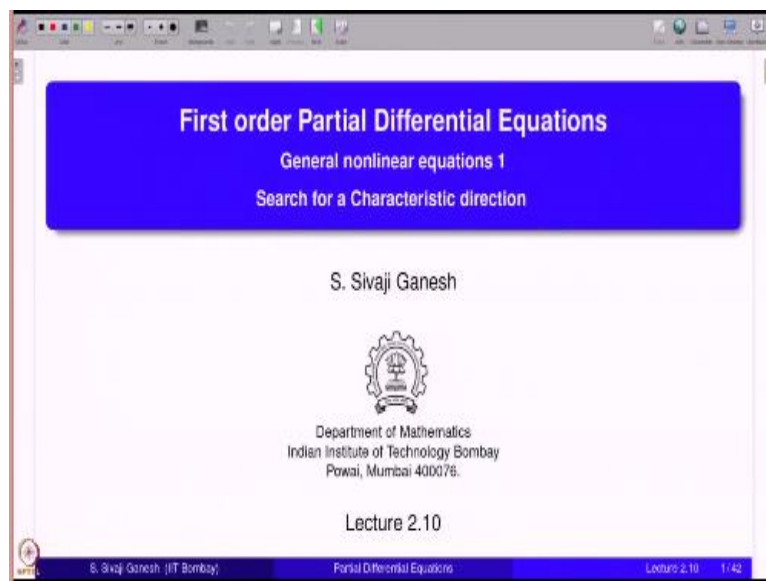 First order Partial Differential Equations
General nonlinear equations 1
Search for a Characteristic direction
S. Sivaji Ganesh
Department of Mathematics
Indian Institute of Technology Bombay
Powai, Mumbai 400076.
Lecture 2.10
S. Sivaji Ganesh (IIT Bombay) Partial Differential Equations Lecture 2.10 1/42